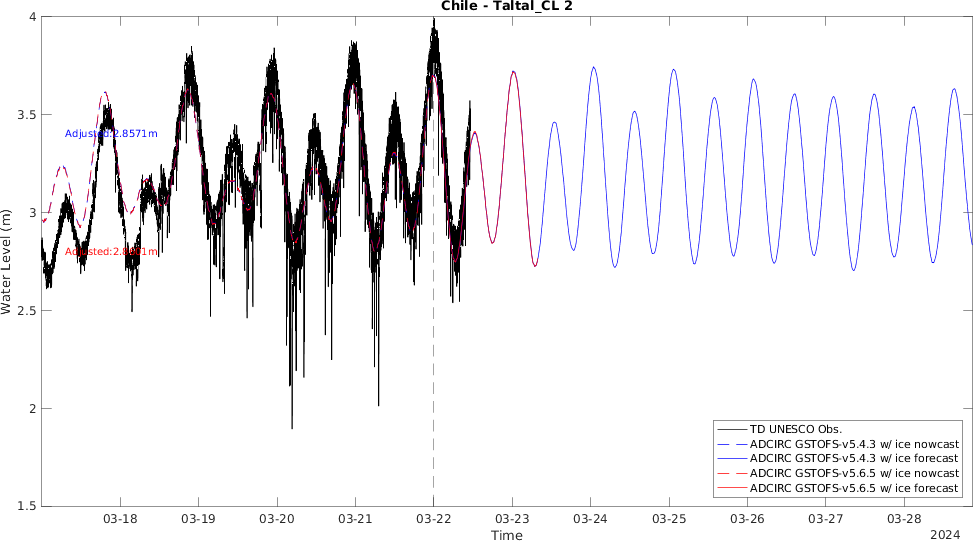 Chile - Taltal_CL 2
4
3.5
3
2.5
2
1.5
Water Level (m)
Adjusted:2.8571m
03-18
03-19
03-20
03-21
03-22
03-23
03-24
03-25
03-26
03-27
03-28
Time
2024
TD UNESCO Obs.
ADCIRC GSTOFS-v5.4.3 w/ ice nowcast
ADCIRC GSTOFS-v5.4.3 w/ ice forecast
ADCIRC GSTOFS-v5.6.5 w/ ice nowcast
ADCIRC GSTOFS-v5.6.5 w/ ice forecast